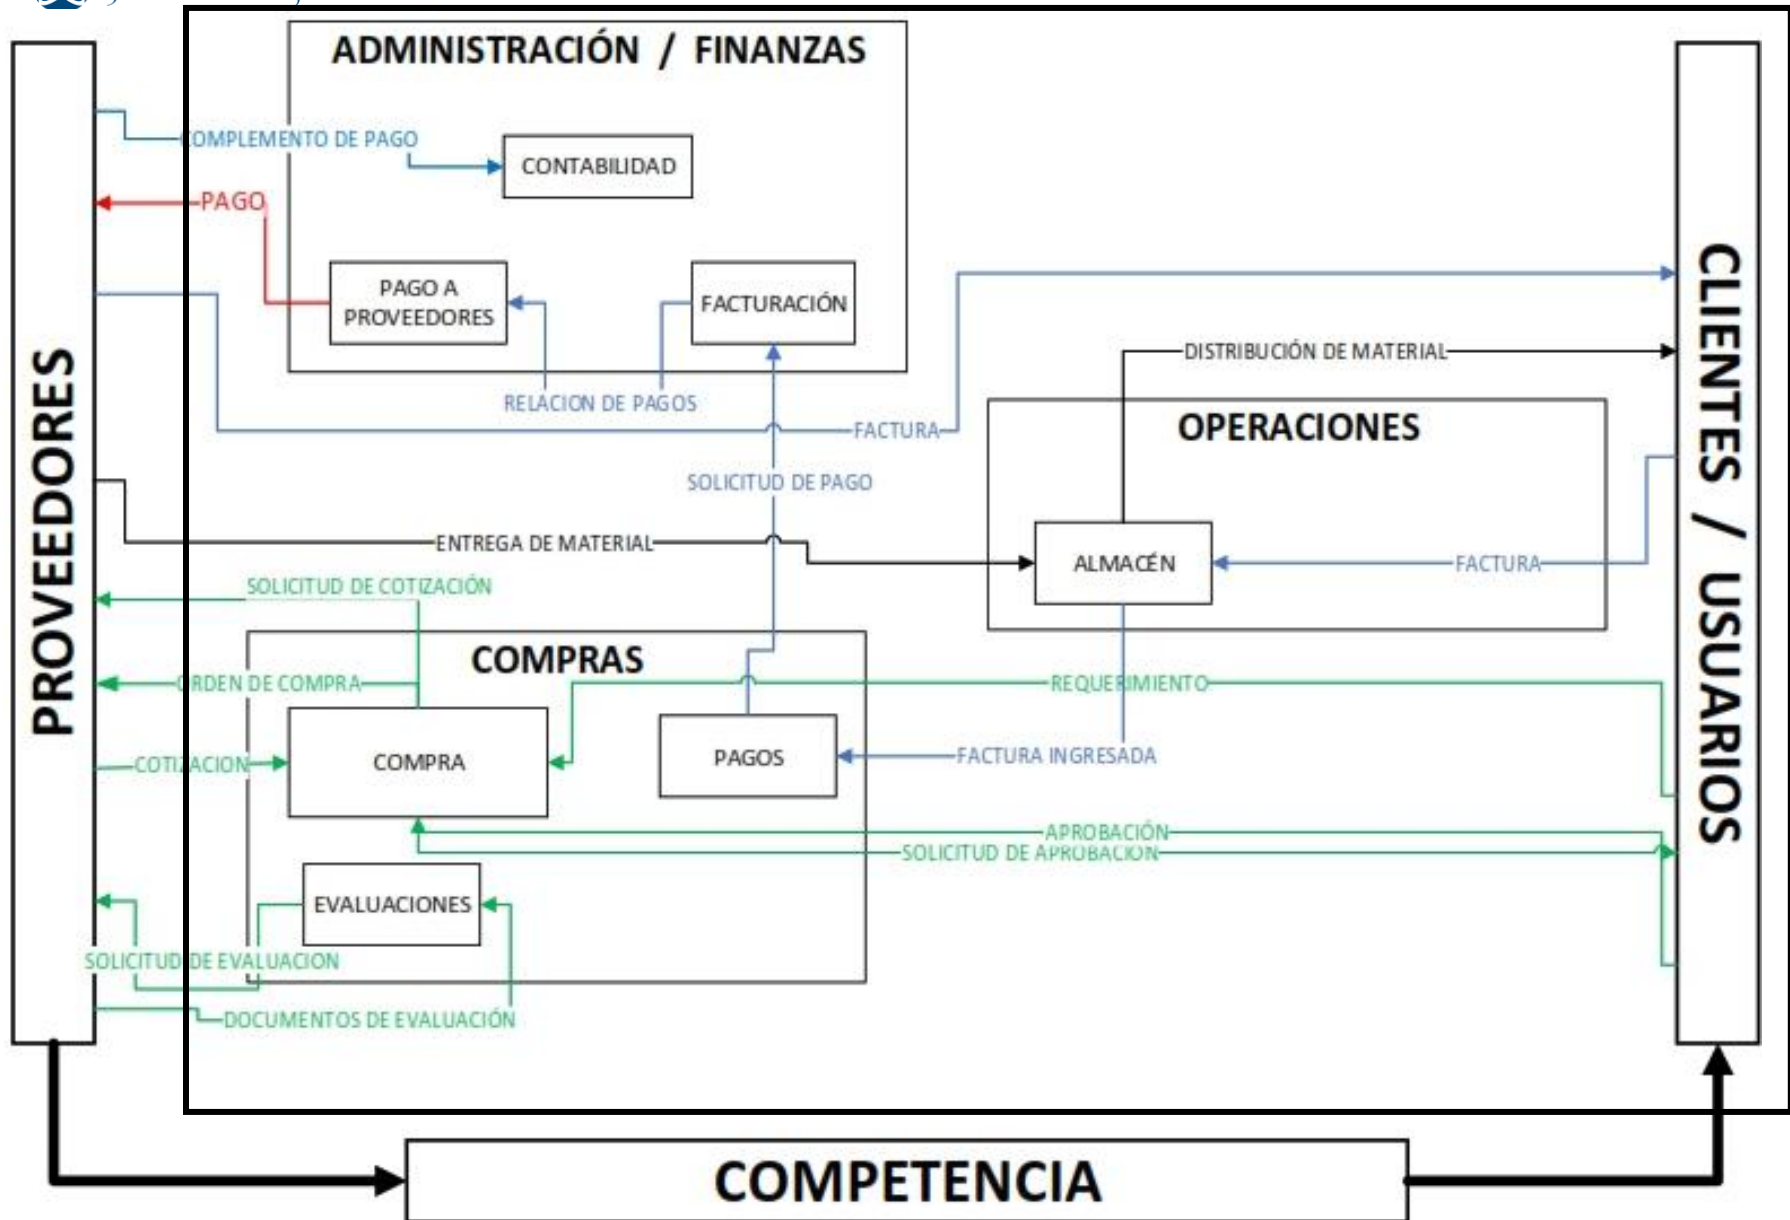 ADMINISTRACIÓN / FINANZAS
COMPLEMENTO DE PAGO
CONTABILIDAD
PAGO
PAGO A
PROVEEDORES
FACTURACIÓN
RELACION DE PAGOS
FACTURA
DISTRIBUCIÓN DE MATERIAL
OPERACIONES
SOLICITUD DE PAGO
ENTREGA DE MATERIAL
ALMACÉN
FACTURA
SOLICITUD DE COTIZACIÓN
COMPRAS
ORDEN DE COMPRA
REQUERIMIENTO
COMPRA
PAGOS
COTIZACION
FACTURA INGRESADA
APROBACIÓN
SOLICITUD DE APROBACIÓN
EVALUACIONES
SOLICITUD DE EVALUACION
DOCUMENTOS DE EVALUACIÓN
PROVEEDORES
CLIENTES / USUARIOS
COMPETENCIA